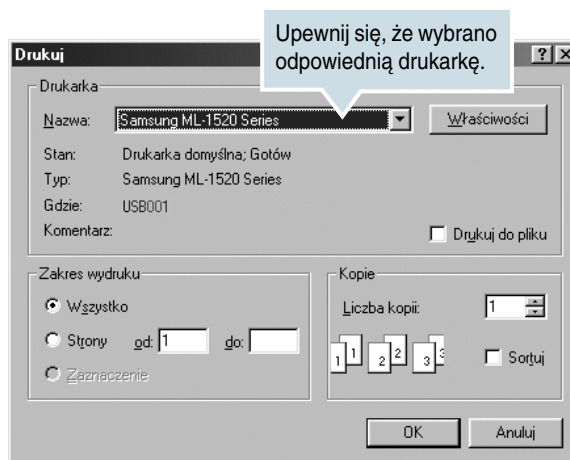 Upewnij się, że wybrano
odpowiednią drukarkę.
Drukuj
Drukarka
Nazwa: Samsung ML-1520 Series Właściwości
Stan: Drukarka domyślna; Gotów
Typ: Samsung ML-1520 Series
Gdzie: USB001
Komentarz: Drukuj do pliku
Zakres wydruku
Wszystko
Strony od: 1 do:
Zaznaczenie
Kopie
Liczba kopii: 1
1 1 2 2 3 3 Sortuj
OK Anuluj